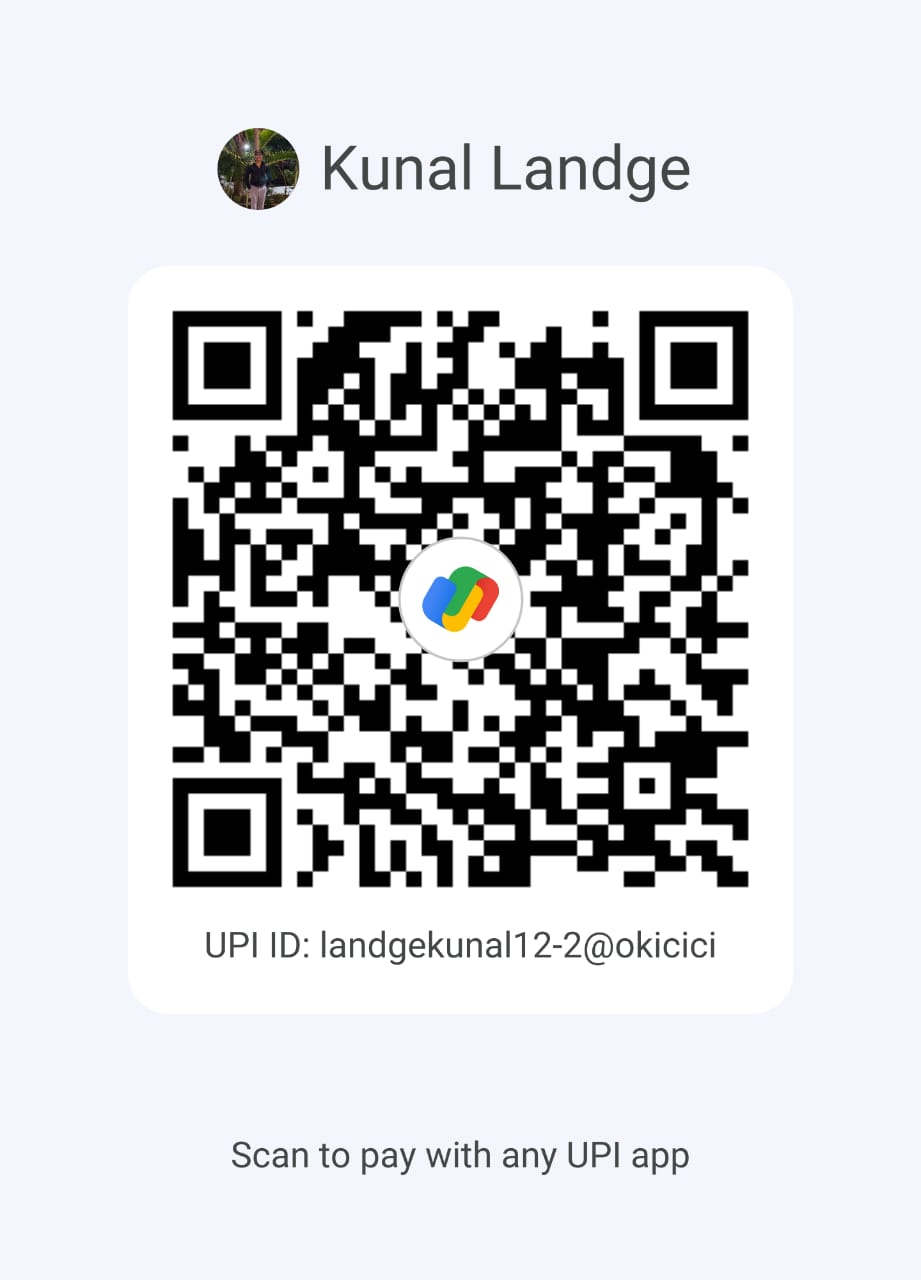 Kunal Landge
UPI ID: landgekunal12-2@okicici
Scan to pay with any UPI app